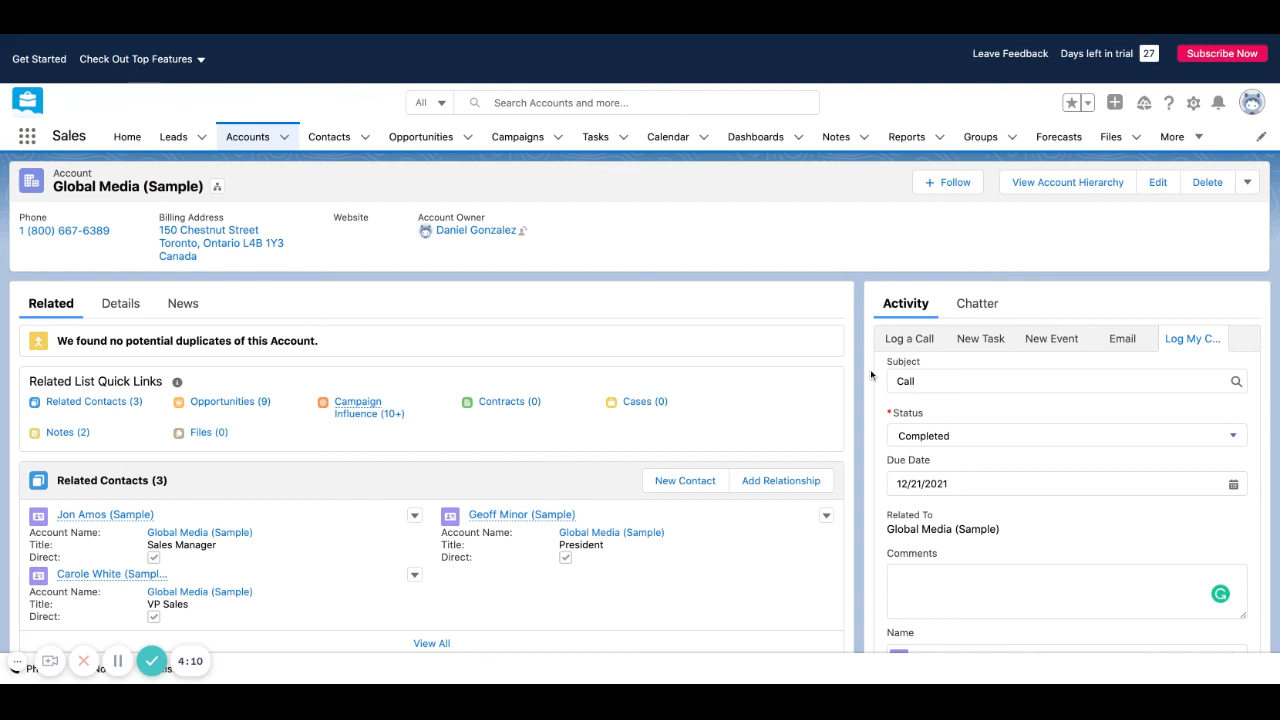 Get Started Check Out Top Features Leave Feedback Days left in trial 27 Subscribe Now
All Search Accounts and more...
Sales Home Leads Accounts Contacts Opportunities Campaigns Tasks Calendar Dashboards Notes Reports Groups Forecasts Files More
Account
Global Media (Sample)
+ Follow View Account Hierarchy Edit Delete
Phone Billing Address Website Account Owner
1 (800) 667-6389 150 Chestnut Street Daniel Gonzalez
Toronto, Ontario L4B 1Y3
Canada
Related Details News
We found no potential duplicates of this Account.
Related List Quick Links
Related Contacts (3) Opportunities (9) Campaign Contracts (0) Cases (0)
Influence (10+)
Notes (2) Files (0)
Related Contacts (3) New Contact Add Relationship
Jon Amos (Sample) Geoff Minor (Sample)
Account Name: Global Media (Sample) Account Name: Global Media (Sample)
Title: Sales Manager Title: President
Direct: Direct:
Carole White (Sampl...
Account Name: Global Media (Sample)
Title: VP Sales
Direct:
View All
4:10
Activity Chatter
Log a Call New Task New Event Email Log My C...
Subject
Call
*Status
Completed
Due Date
12/21/2021
Related To
Global Media (Sample)
Comments
Name